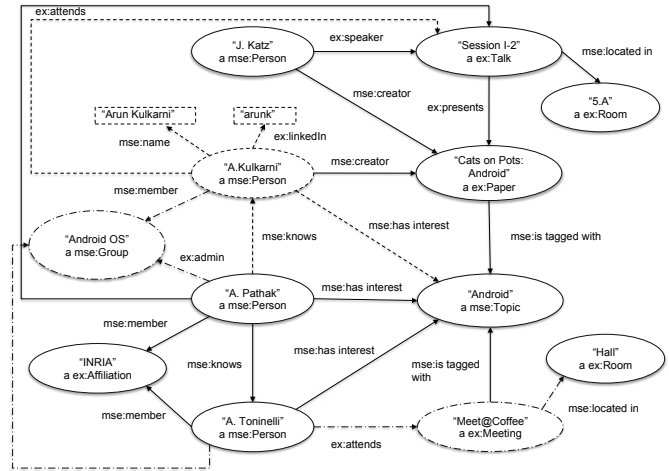 ex:attends
"J. Katz"
a mse:Person
ex:speaker
"Session I-2"
a ex:Talk
mse:located in
"5.A"
a ex:Room
mse:creator
ex:presents
"Arun Kulkarni"
"arunk"
mse:name
ex:linkedIn
"A.Kulkarni"
a mse:Person
mse:creator
"Cats on Pots:
Android"
a ex:Paper
mse:member
mse:knows
mse:has interest
mse:is tagged with
"Android OS"
a mse:Group
ex:admin
"A. Pathak"
a mse:Person
mse:has interest
"Android"
a mse:Topic
mse:member
"INRIA"
a ex:Affiliation
mse:knows
mse:has interest
mse:is tagged
with
"Hall"
a ex:Room
mse:member
"A. Toninelli"
a mse:Person
ex:attends
"Meet@Coffee"
a ex:Meeting
mse:located in